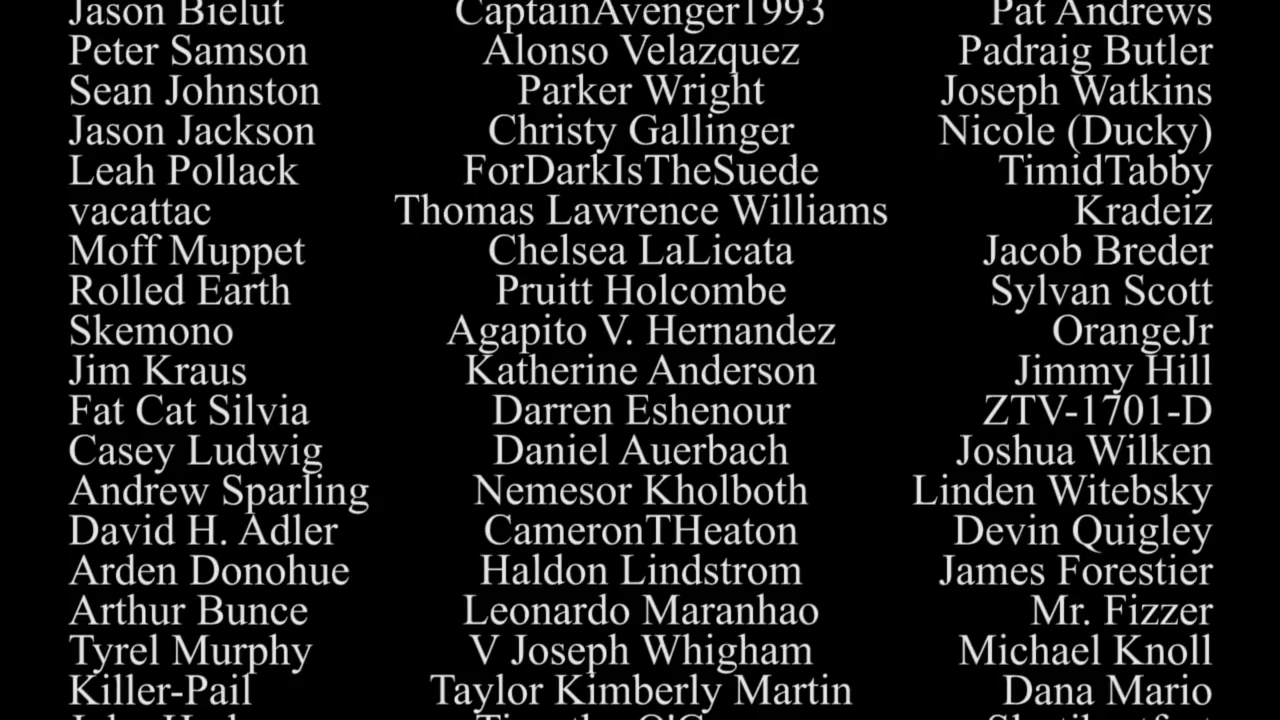 Jason Bielut CaptainAvenger1993 Pat Andrews
Peter Samson Alonso Velazquez Padraig Butler
Sean Johnston Parker Wright Joseph Watkins
Jason Jackson Christy Gallinger Nicole (Ducky)
Leah Pollack ForDarkIsTheSuede TimidTabby
vacattac Thomas Lawrence Williams Kradeiz
Moff Muppet Chelsea LaLicata Jacob Breder
Rolled Earth Pruitt Holcombe Sylvan Scott
Skemono Agapito V. Hernandez OrangeJr
Jim Kraus Katherine Anderson Jimmy Hill
Fat Cat Silvia Darren Eshenour ZTV-1701-D
Casey Ludwig Daniel Auerbach Joshua Wilken
Andrew Sparling Nemesor Kholboth Linden Witebsky
David H. Adler CameronTHeaton Devin Quigley
Arden Donohue Haldon Lindstrom James Forestier
Arthur Bunce Leonardo Maranhao Mr. Fizzer
Tyrel Murphy V Joseph Whigham Michael Knoll
Killer-Pail Taylor Kimberly Martin Dana Mario